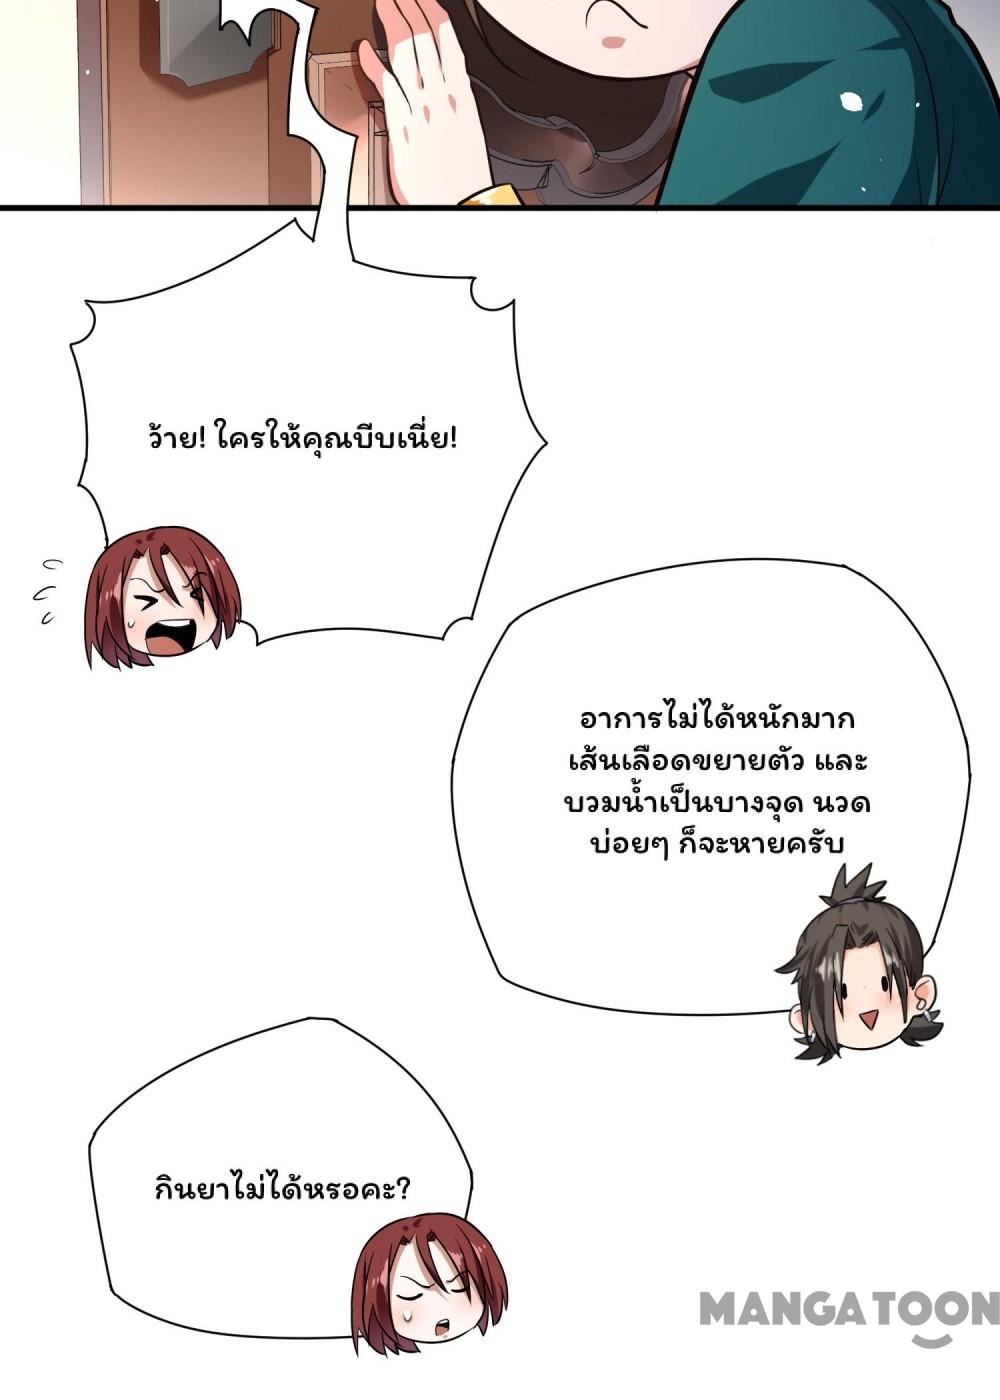 ว้าย! ใครให้คุณบีบเนี่ย!
อาการไม่ได้หนักมาก
เส้นเลือดขยายตัว และ
บวมน้ำเป็นบางจุด นวด
บ่อยๆ ก็จะหายครับ
กินยาไม่ได้หรอคะ?
MANGATOON